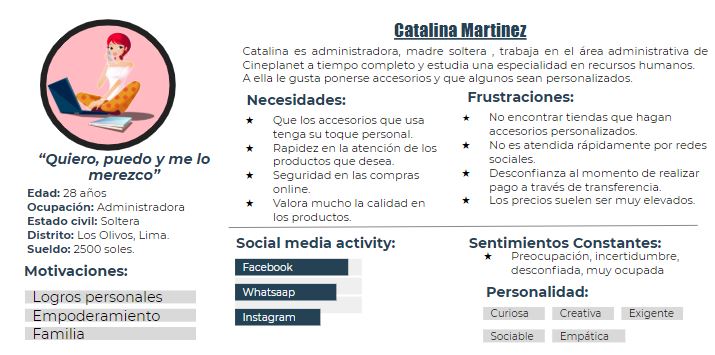 Catalina Martinez
Catalina es administradora, madre soltera , trabaja en el área administrativa de
Cineplanet a tiempo completo y estudia una especialidad en recursos humanos.
A ella le gusta ponerse accesorios y que algunos sean personalizados.
“Quiero, puedo y me lo
merezco”
Edad: 28 años
Ocupación: Administradora
Estado civil: Soltera
Distrito: Los Olivos, Lima.
Sueldo: 2500 soles.
Motivaciones:
Logros personales
Empoderamiento
Familia
Necesidades:
★ Que los accesorios que usa
tenga su toque personal.
★ Rapidez en la atención de los
productos que desea.
★ Seguridad en las compras
online.
★ Valora mucho la calidad en
los productos.
Frustraciones:
★ No encontrar tiendas que hagan
accesorios personalizados.
★ No es atendida rápidamente por redes
sociales.
★ Desconfianza al momento de realizar
pago a través de transferencia.
★ Los precios suelen ser muy elevados.
Social media activity:
Facebook
Whatsaap
Instagram
Sentimientos Constantes:
★ Preocupación, incertidumbre,
desconfiada, muy ocupada
Personalidad:
Curiosa Creativa Exigente
Sociable Empática